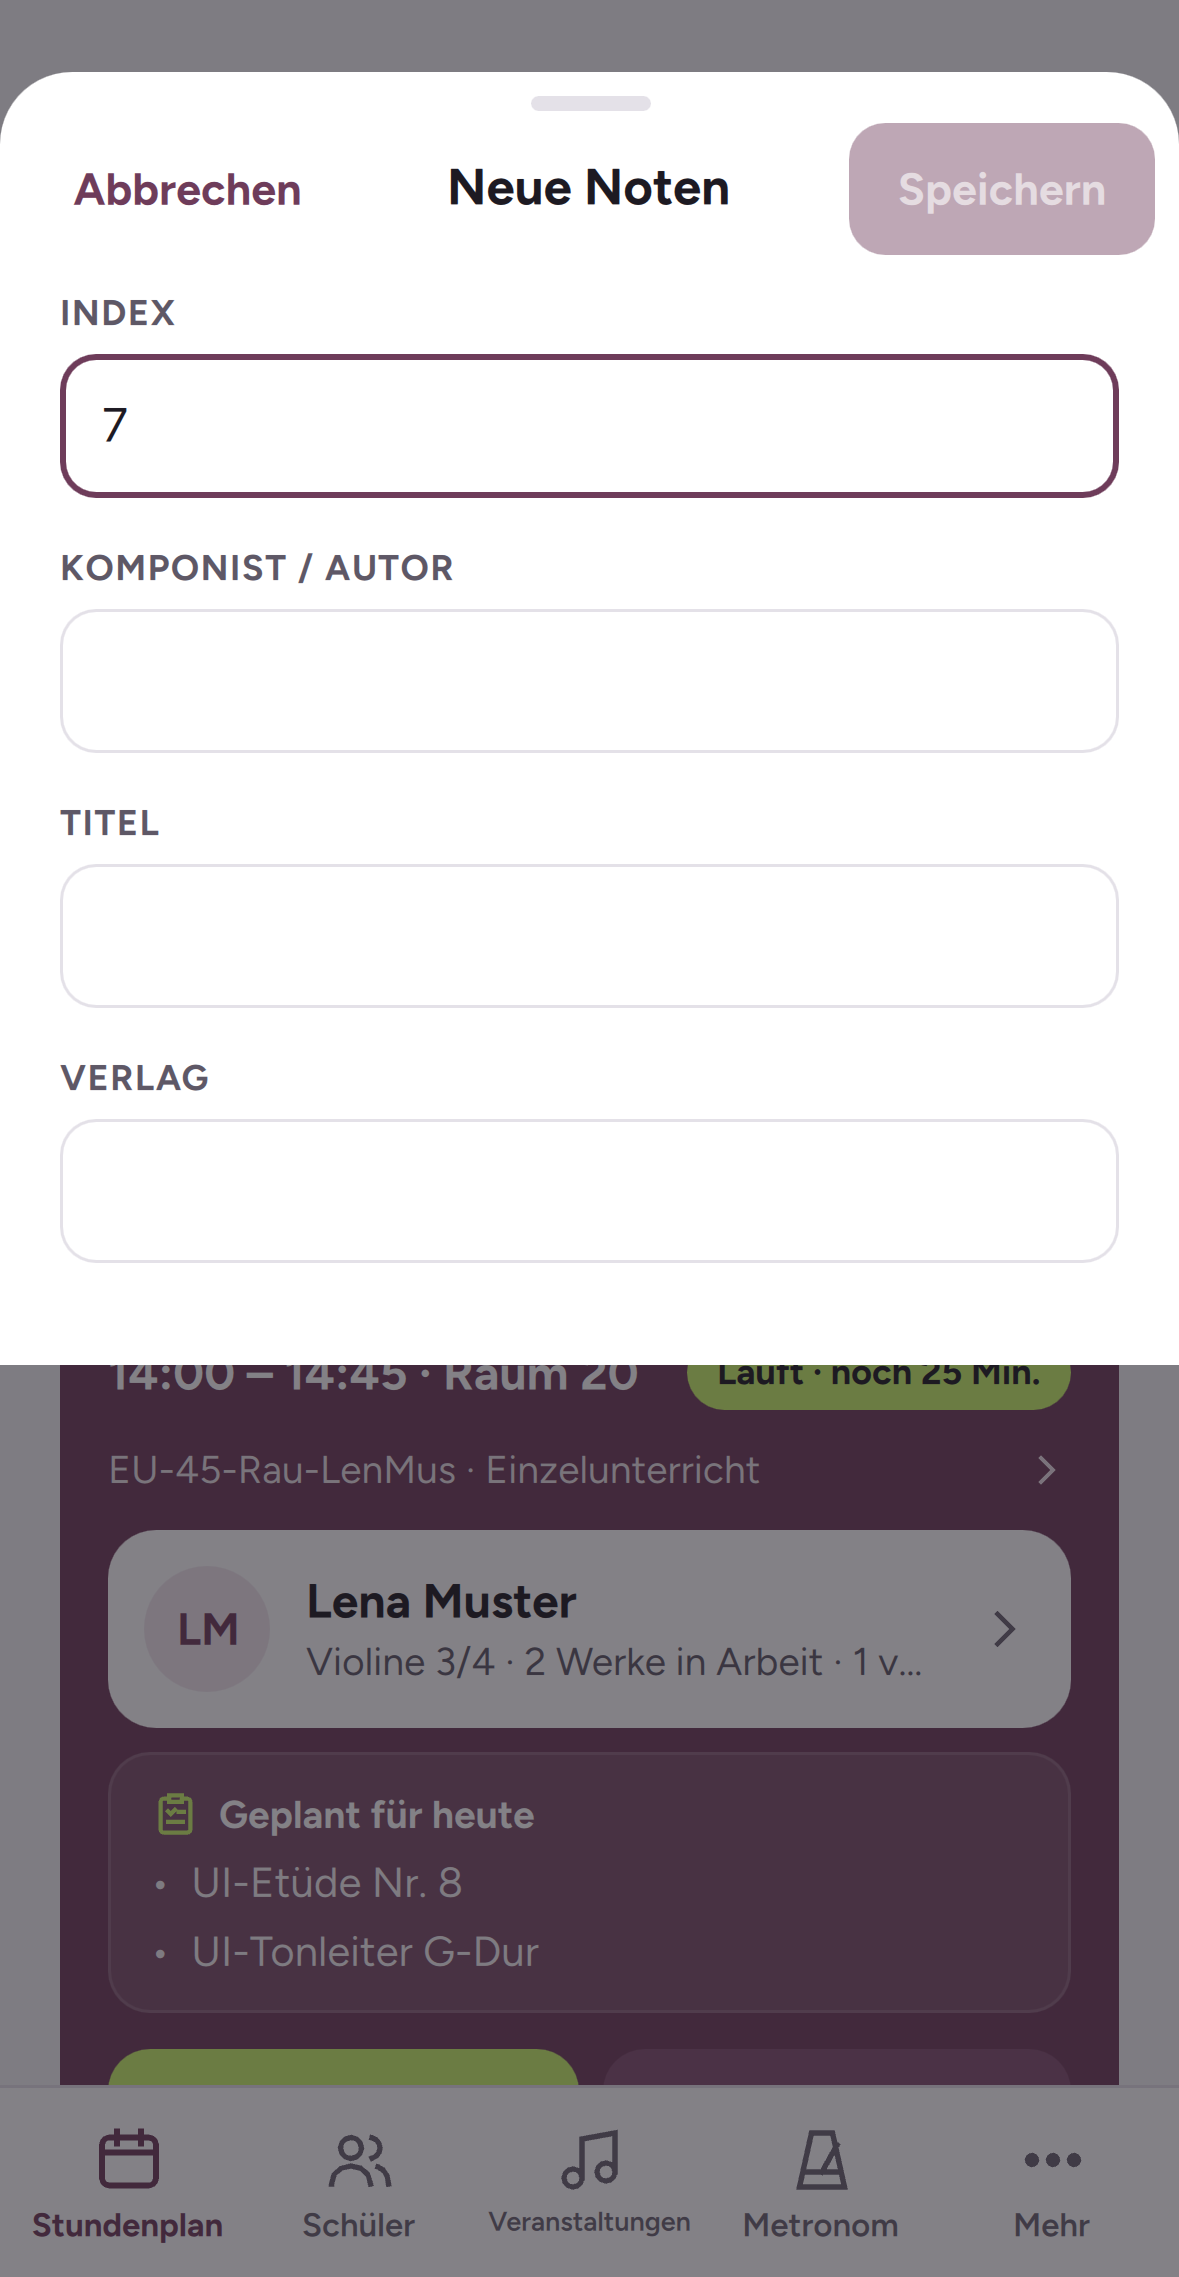 Abbrechen
Neue Noten
Speichern
INDEX
7
KOMPONIST / AUTOR
TITEL
VERLAG
14:00 – 14:45 · Raum 20
Läuft · noch 25 Min.
EU-45-Rau-LenMus · Einzelunterricht
LM
Lena Muster
Violine 3/4 · 2 Werke in Arbeit · 1 v...
Geplant für heute
• UI-Etüde Nr. 8
• UI-Tonleiter G-Dur
Stundenplan
Schüler
Veranstaltungen
Metronom
Mehr